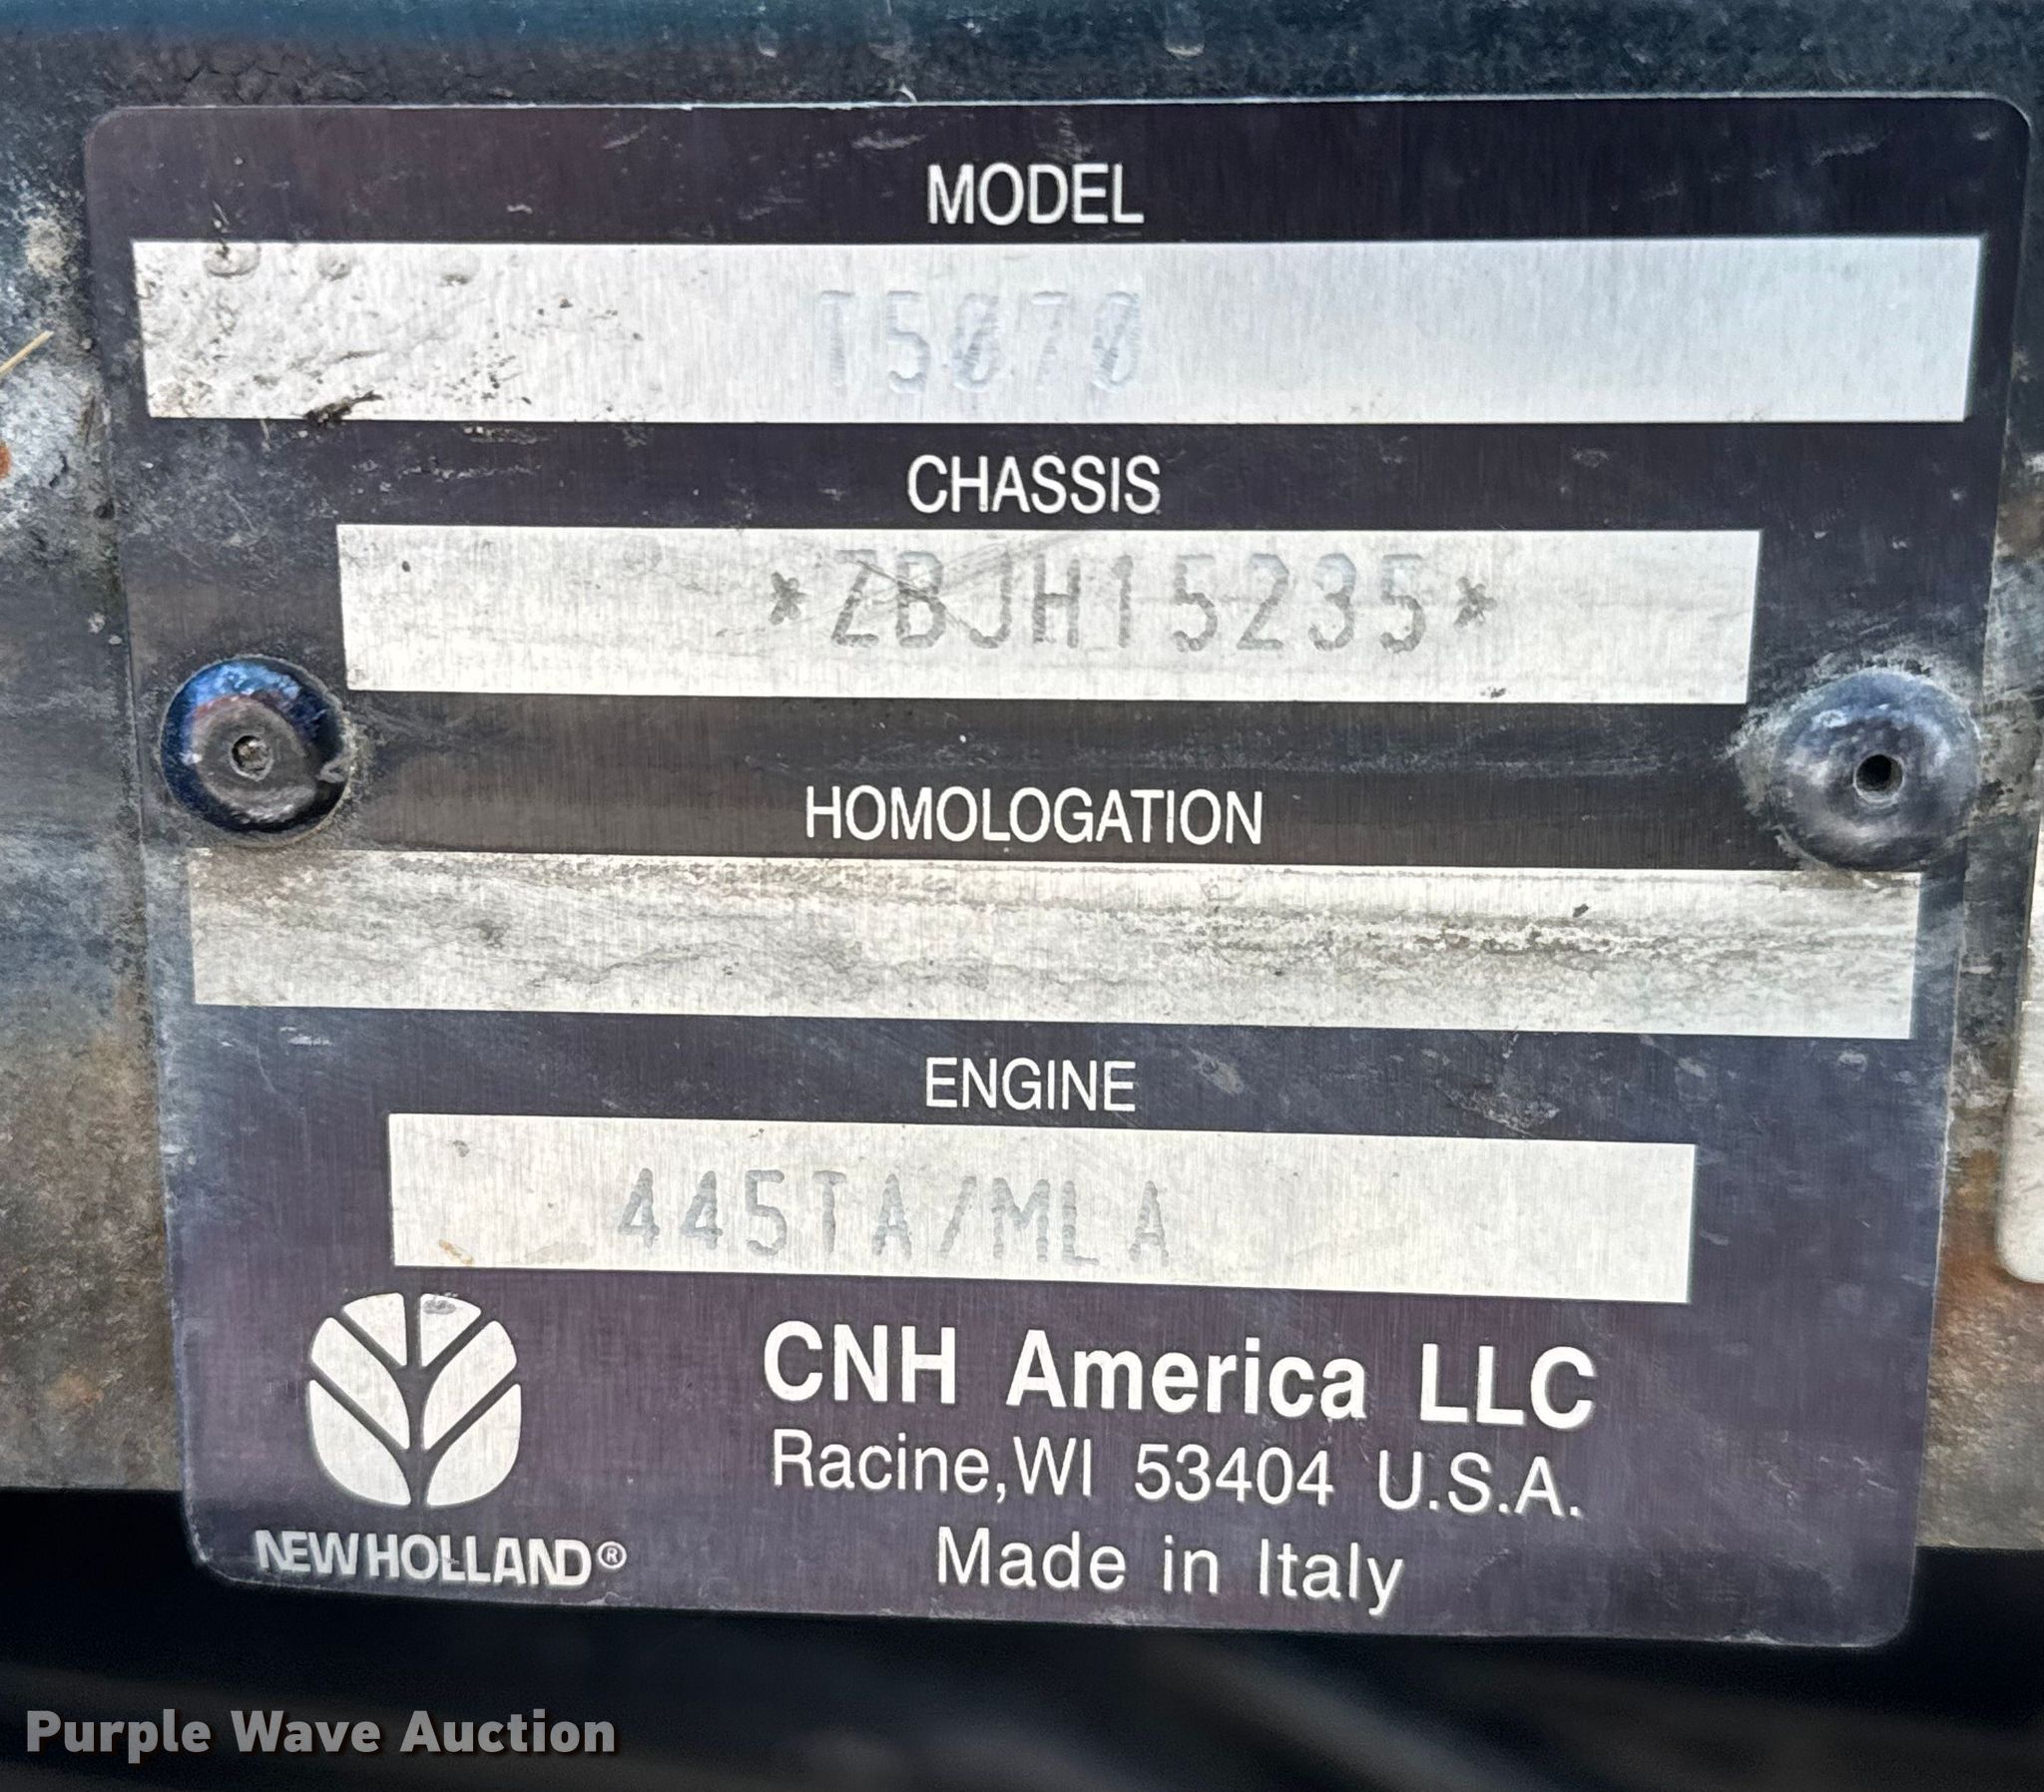 MODEL
T5070
CHASSIS
*ZBJH15235*
HOMOLOGATION
ENGINE
445TA/MLA
CNH America LLC
Racine,WI 53404 U.S.A.
NEW HOLLAND®
Made in Italy
Purple Wave Auction